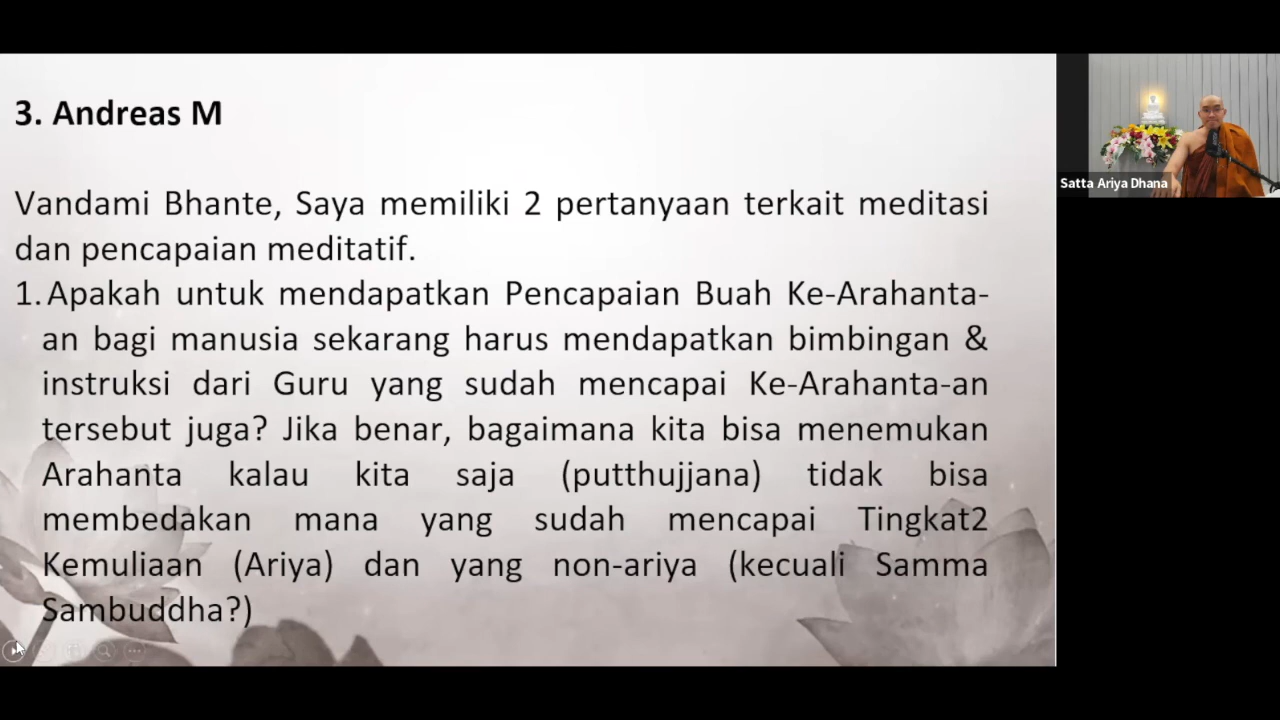 3. Andreas M
Vandami Bhante, Saya memiliki 2 pertanyaan terkait meditasi
dan pencapaian meditatif.
1. Apakah untuk mendapatkan Pencapaian Buah Ke-Arahanta-
an bagi manusia sekarang harus mendapatkan bimbingan &
instruksi dari Guru yang sudah mencapai Ke-Arahanta-an
tersebut juga? Jika benar, bagaimana kita bisa menemukan
Arahanta kalau kita saja (putthujjana) tidak bisa
membedakan mana yang sudah mencapai Tingkat2
Kemuliaan (Ariya) dan yang non-ariya (kecuali Samma
Sambuddha?)
Satta Ariya Dhana